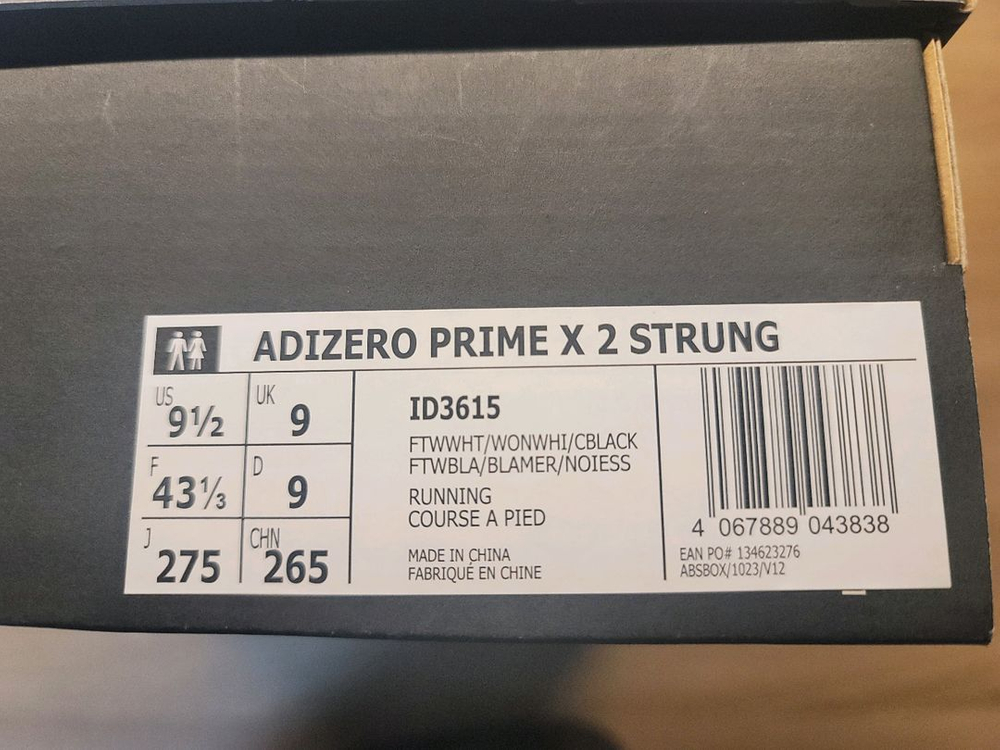 ADIZERO PRIME X 2 STRUNG
US 9½ UK 9
F 43⅓ D 9
J 275 CHN 265
ID3615
FTWWHT/WONWHI/CBLACK
FTWBLA/BLAMER/NOIESS
RUNNING
COURSE A PIED
MADE IN CHINA
FABRIQUÉ EN CHINE
4 067889 043838
EAN PO# 134623276
ABSBOX/1023/V12